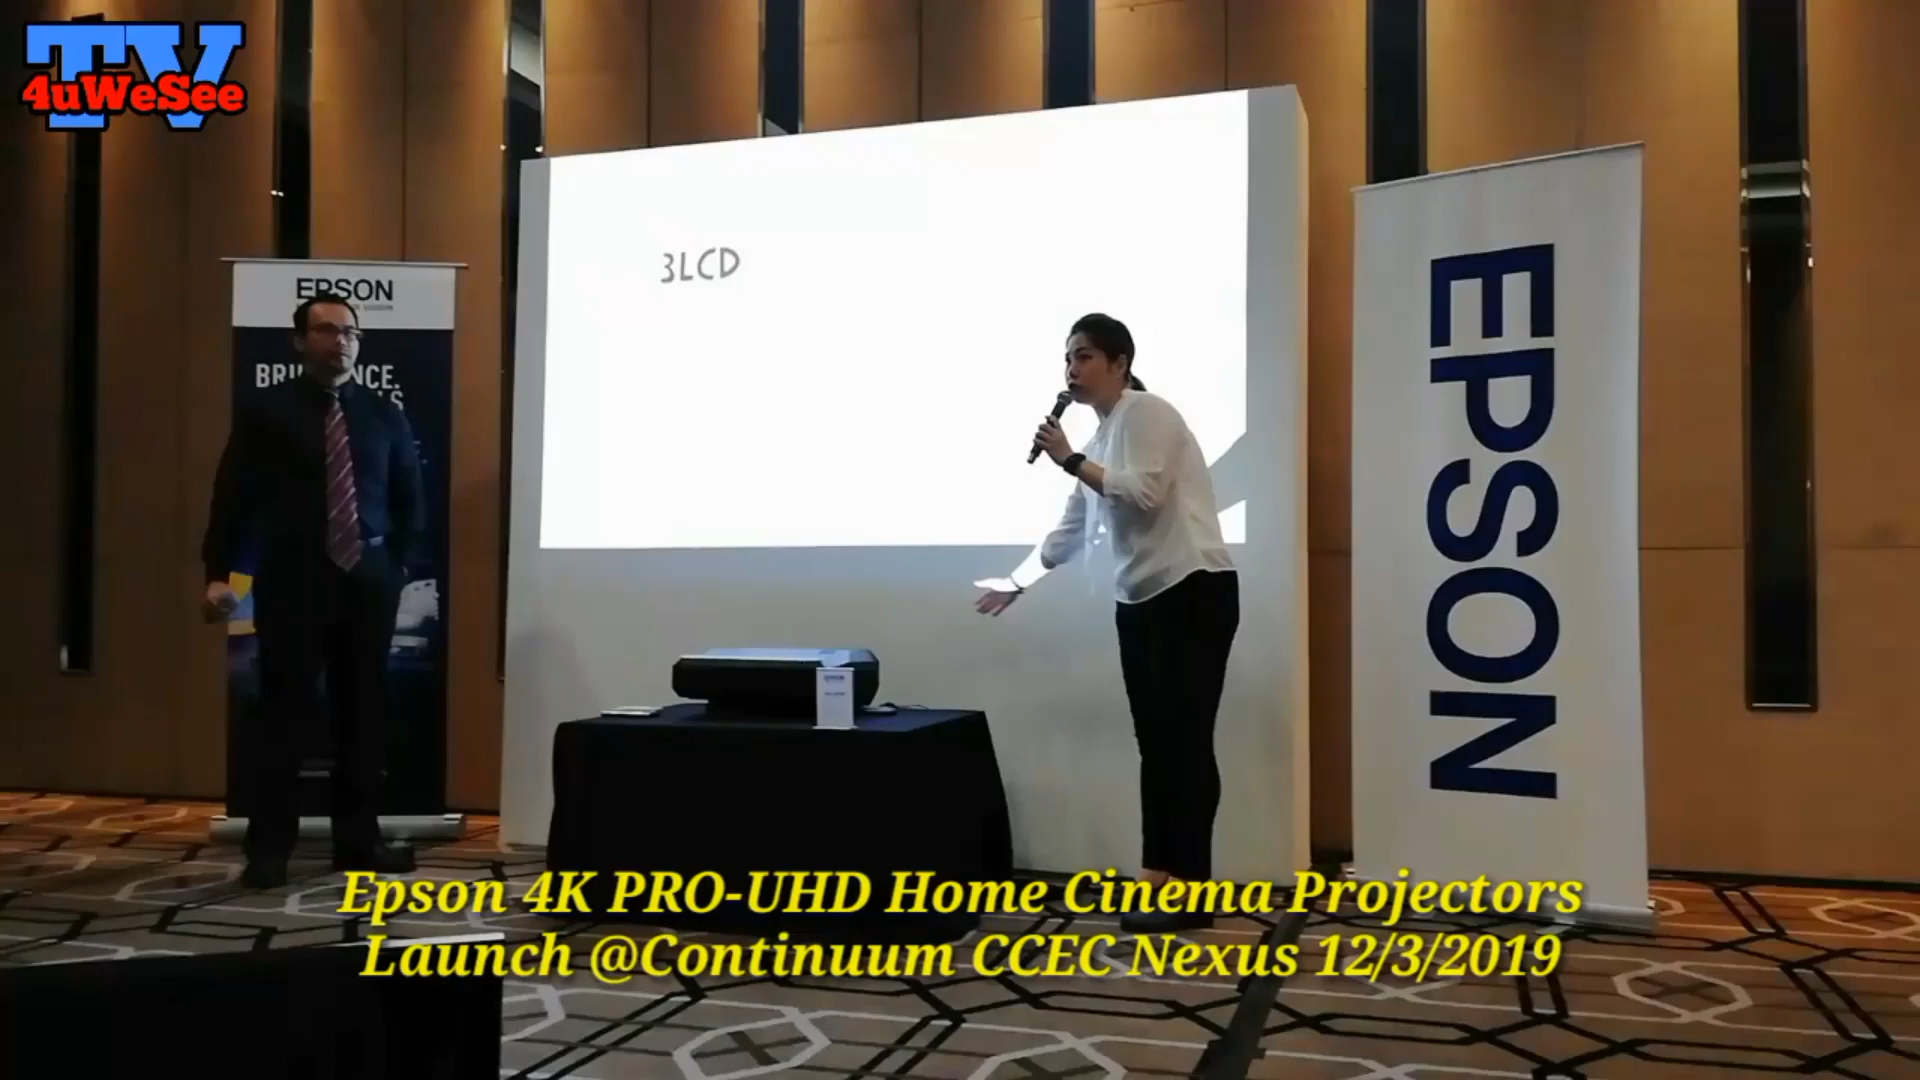 TV
4uWeSee
3LCD
EPSON
EPSON
EPSON
Epson 4K PRO-UHD Home Cinema Projectors
Launch @Continuum CCEC Nexus 12/3/2019